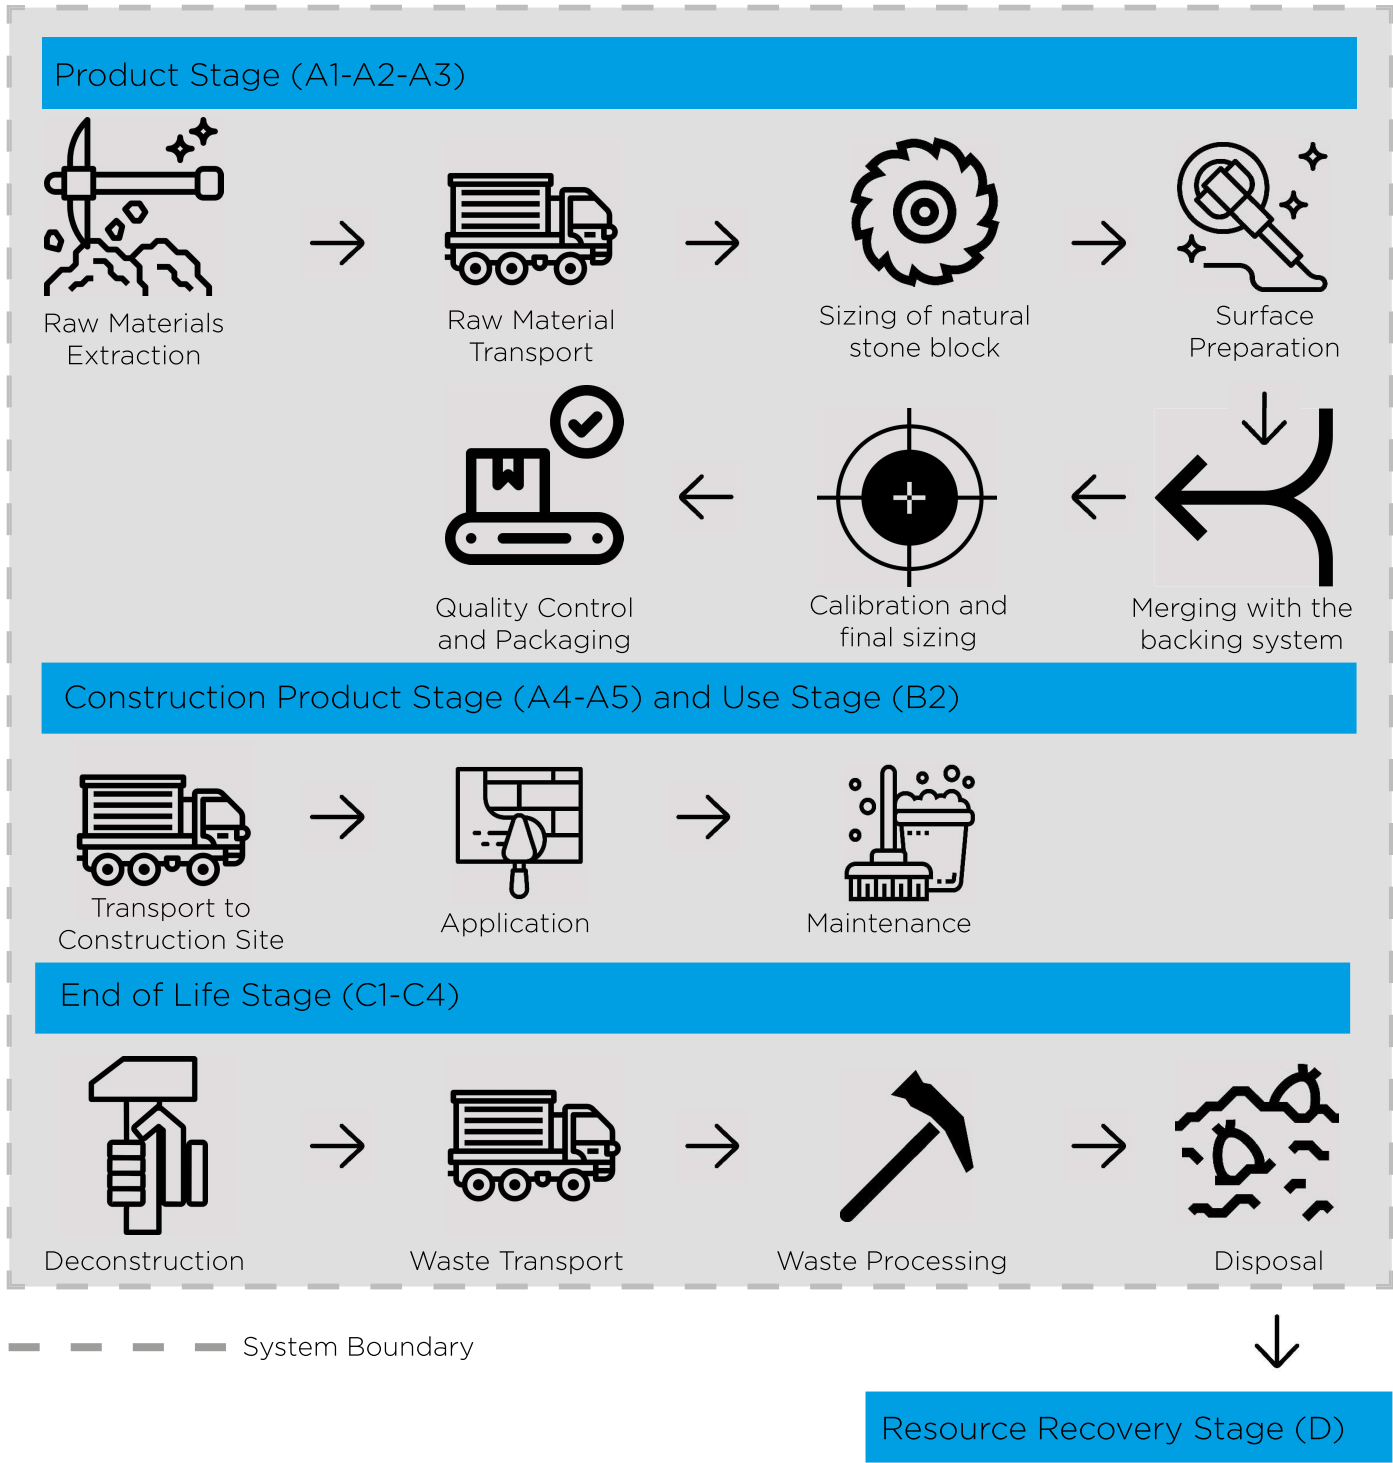 Product Stage (A1-A2-A3)
Raw Materials
Extraction
Raw Material
Transport
Sizing of natural
stone block
Surface
Preparation
Quality Control
and Packaging
Calibration and
final sizing
Merging with the
backing system
Construction Product Stage (A4-A5) and Use Stage (B2)
Transport to
Construction Site
Application
Maintenance
End of Life Stage (C1-C4)
Deconstruction
Waste Transport
Waste Processing
Disposal
System Boundary
Resource Recovery Stage (D)